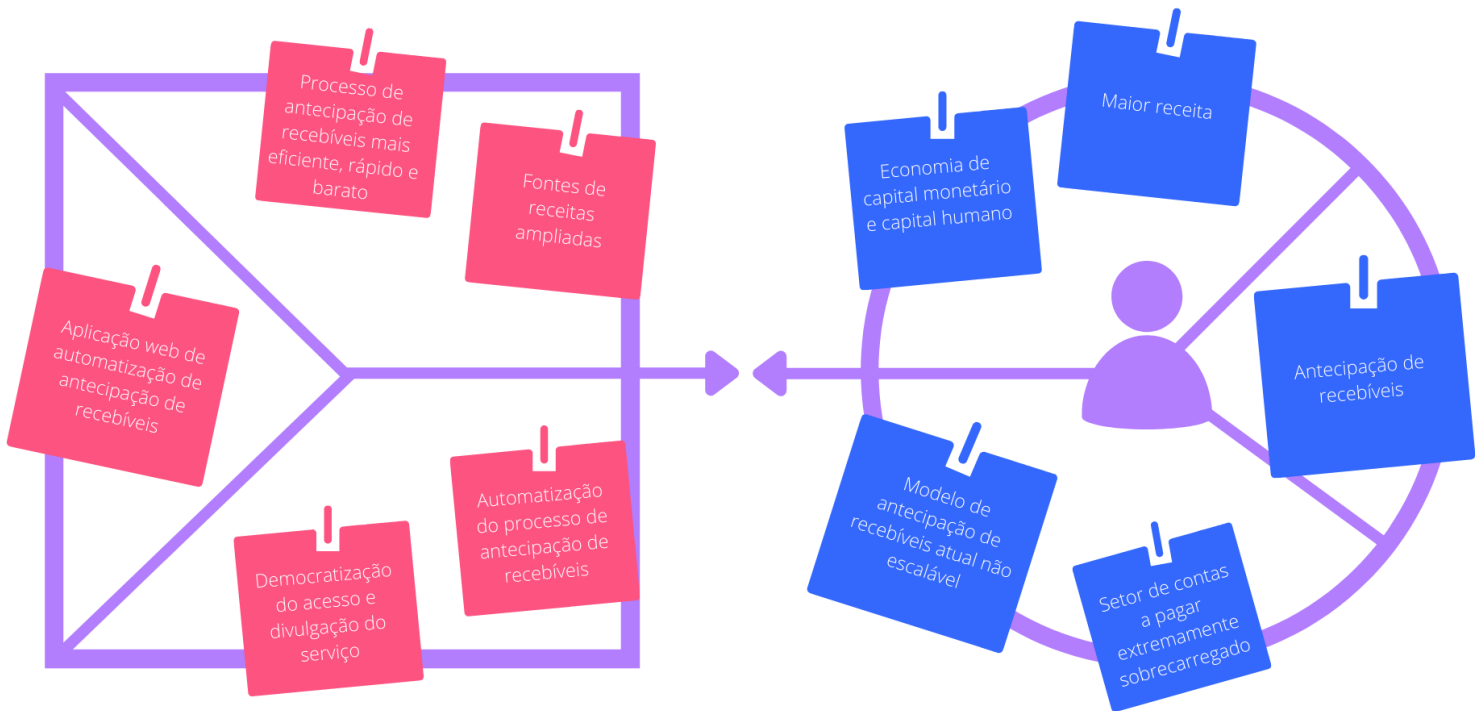 Processo de
antecipação de
recebíveis mais
eficiente, rápido e
barato
Fontes de
receitas
ampliadas
Aplicação web de
automatização de
antecipação de
recebíveis
Automatização
do processo de
antecipação de
recebíveis
Democratização
do acesso e
divulgação do
serviço
Maior receita
Economia de
capital monetário
e capital humano
Antecipação de
recebíveis
Modelo de
antecipação de
recebíveis atual não
escalável
Setor de contas
a pagar
extremamente
sobrecarregado